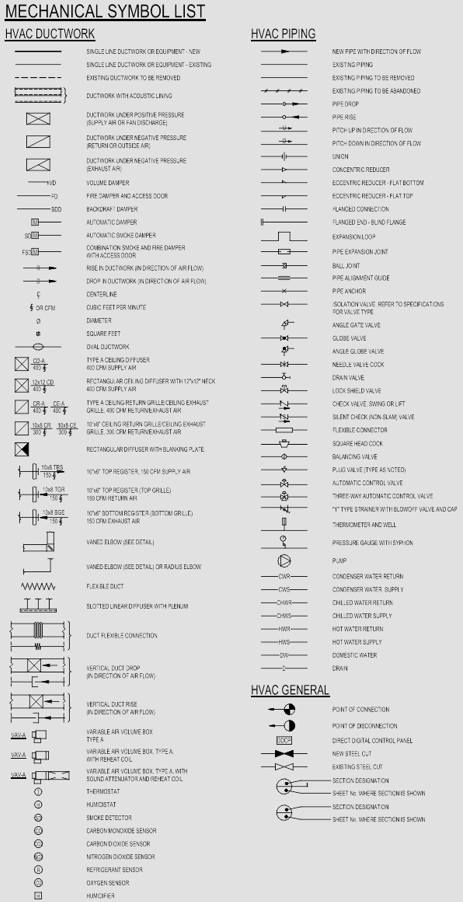 MECHANICAL SYMBOL LIST
HVAC DUCTWORK
SINGLE LINE DUCTWORK OR EQUIPMENT - NEW
SINGLE LINE DUCTWORK OR EQUIPMENT - EXISTING
EXISTING DUCTWORK TO BE REMOVED
DUCTWORK WITH ACOUSTIC LINING
DUCTWORK UNDER POSITIVE PRESSURE
(SUPPLY AIR OR FAN DISCHARGE)
DUCTWORK UNDER NEGATIVE PRESSURE
(RETURN OR OUTSIDE AIR)
DUCTWORK UNDER NEGATIVE PRESSURE
(EXHAUST AIR)
VD VOLUME DAMPER
FD FIRE DAMPER AND ACCESS DOOR
BDD BACKDRAFT DAMPER
M AUTOMATIC DAMPER
SD M AUTOMATIC SMOKE DAMPER
FSD M COMBINATION SMOKE AND FIRE DAMPER
WITH ACCESS DOOR
R RISE IN DUCTWORK (IN DIRECTION OF AIR FLOW)
D DROP IN DUCTWORK (IN DIRECTION OF AIR FLOW)
CENTERLINE
OR CFM CUBIC FEET PER MINUTE
Ø DIAMETER
SQUARE FEET
OVAL DUCTWORK
CD-A TYPE A CEILING DIFFUSER
400 400 CFM SUPPLY AIR
12x12 CD RECTANGULAR CEILING DIFFUSER WITH 12"x12" NECK
400 400 CFM SUPPLY AIR
CR-A CE-A TYPE A CEILING RETURN GRILLE/CEILING EXHAUST
400 400 GRILLE, 400 CFM RETURN/EXHAUST AIR
10x8 CR 10x8 CE 10"x8" CEILING RETURN GRILLE/CEILING EXHAUST
300 300 GRILLE, 300 CFM RETURN/EXHAUST AIR
RECTANGULAR DIFFUSER WITH BLANKING PLATE
10x6 TBS 10"x6" TOP REGISTER, 150 CFM SUPPLY AIR
150
10x6 TGR 10"x6" TOP REGISTER (TOP GRILLE)
150 150 CFM RETURN AIR
10x6 BGE 10"x6" BOTTOM REGISTER (BOTTOM GRILLE)
150 150 CFM EXHAUST AIR
VANED ELBOW (SEE DETAIL)
VANED ELBOW (SEE DETAIL) OR RADIUS ELBOW
FLEXIBLE DUCT
SLOTTED LINEAR DIFFUSER WITH PLENUM
DUCT FLEXIBLE CONNECTION
VERTICAL DUCT DROP
(IN DIRECTION OF AIR FLOW)
VERTICAL DUCT RISE
(IN DIRECTION OF AIR FLOW)
VAV-A VARIABLE AIR VOLUME BOX
TYPE A
VAV-A VARIABLE AIR VOLUME BOX, TYPE A,
WITH REHEAT COIL
VAV-A VARIABLE AIR VOLUME BOX, TYPE A, WITH
SOUND ATTENUATOR AND REHEAT COIL
T THERMOSTAT
H HUMIDISTAT
SMOKE DETECTOR
CARBON MONOXIDE SENSOR
CARBON DIOXIDE SENSOR
NITROGEN DIOXIDE SENSOR
R REFRIGERANT SENSOR
OXYGEN SENSOR
H HUMIDIFIER
HVAC PIPING
NEW PIPE WITH DIRECTION OF FLOW
EXISTING PIPING
EXISTING PIPING TO BE REMOVED
EXISTING PIPING TO BE ABANDONED
PIPE DROP
PIPE RISE
U PITCH UP IN DIRECTION OF FLOW
D PITCH DOWN IN DIRECTION OF FLOW
UNION
CONCENTRIC REDUCER
ECCENTRIC REDUCER - FLAT BOTTOM
ECCENTRIC REDUCER - FLAT TOP
FLANGED CONNECTION
FLANGED END - BLIND FLANGE
EXPANSION LOOP
PIPE EXPANSION JOINT
BALL JOINT
PIPE ALIGNMENT GUIDE
PIPE ANCHOR
ISOLATION VALVE. REFER TO SPECIFICATIONS
FOR VALVE TYPE
ANGLE GATE VALVE
GLOBE VALVE
ANGLE GLOBE VALVE
NEEDLE VALVE COCK
DRAIN VALVE
LOCK SHIELD VALVE
CHECK VALVE, SWING OR LIFT
SILENT CHECK (NON-SLAM) VALVE
FLEXIBLE CONNECTOR
SQUARE HEAD COCK
BALANCING VALVE
PLUG VALVE (TYPE AS NOTED)
AUTOMATIC CONTROL VALVE
THREE-WAY AUTOMATIC CONTROL VALVE
"Y" TYPE STRAINER WITH BLOWOFF VALVE AND CAP
THERMOMETER AND WELL
PRESSURE GAUGE WITH SYPHON
PUMP
CWR CONDENSER WATER RETURN
CWS CONDENSER WATER SUPPLY
CHWR CHILLED WATER RETURN
CHWS CHILLED WATER SUPPLY
HWR HOT WATER RETURN
HWS HOT WATER SUPPLY
DW DOMESTIC WATER
D DRAIN
HVAC GENERAL
POINT OF CONNECTION
POINT OF DISCONNECTION
DDCP DIRECT DIGITAL CONTROL PANEL
NEW STEEL CUT
EXISTING STEEL CUT
SECTION DESIGNATION
SHEET No. WHERE SECTION IS SHOWN
SECTION DESIGNATION
SHEET No. WHERE SECTION IS SHOWN